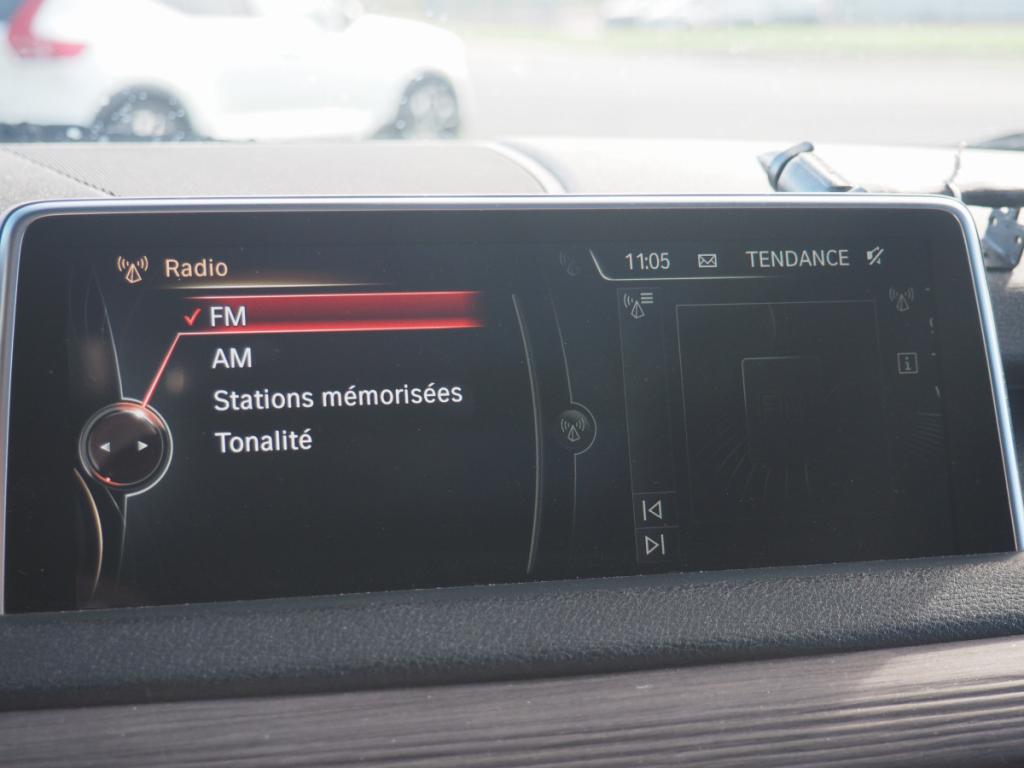 Radio
11:05 TENDANCE
FM
AM
Stations mémorisées
Tonalité